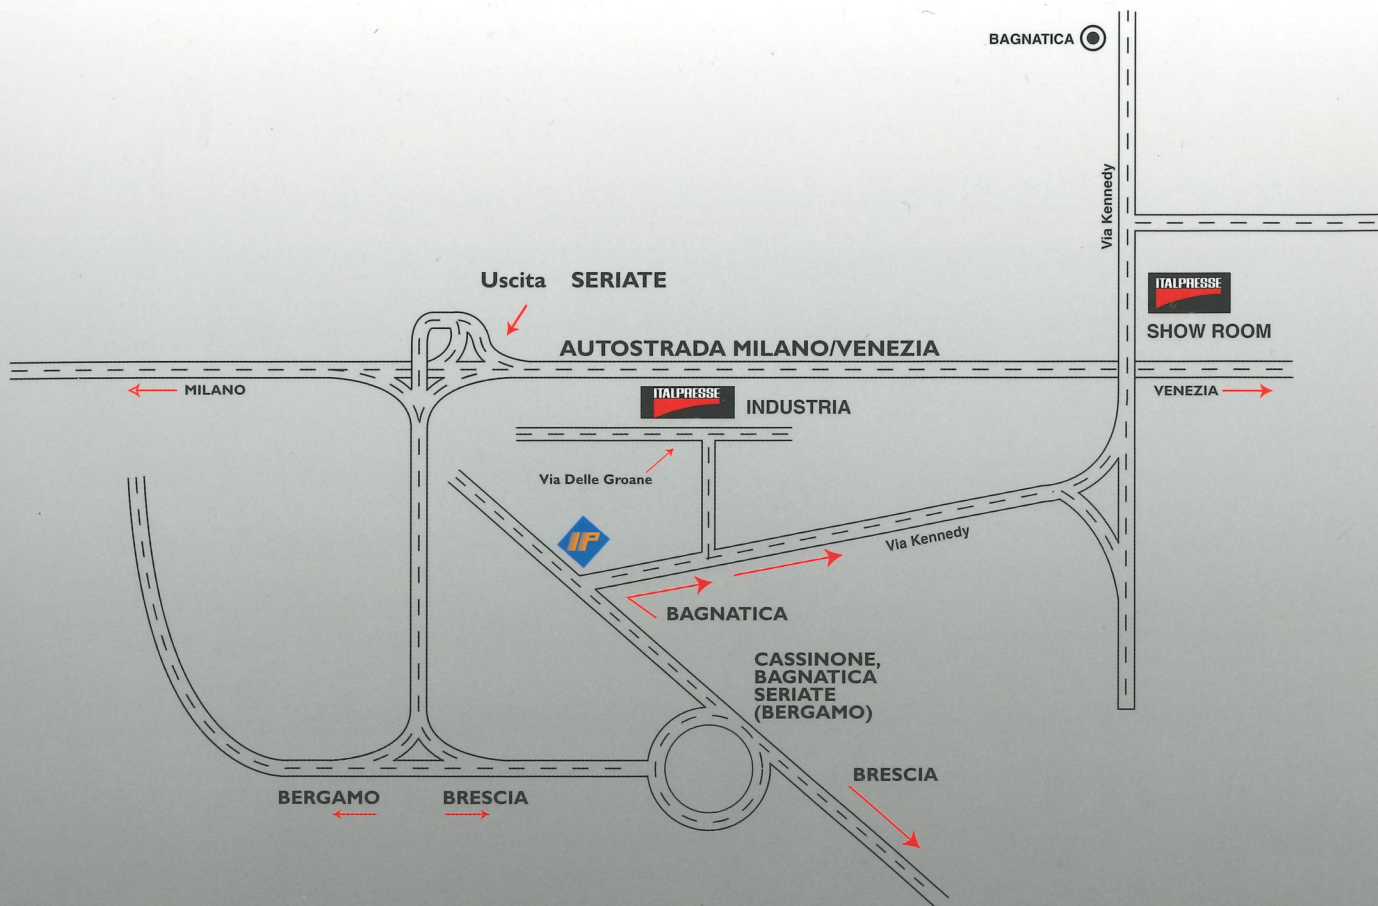 BAGNATICA
Via Kennedy
ITALPRESSE
SHOW ROOM
Uscita SERIATE
AUTOSTRADA MILANO/VENEZIA
MILANO
VENEZIA
ITALPRESSE
INDUSTRIA
Via Delle Groane
IP
Via Kennedy
BAGNATICA
CASSINONE,
BAGNATICA
SERIATE
(BERGAMO)
BRESCIA
BERGAMO
BRESCIA